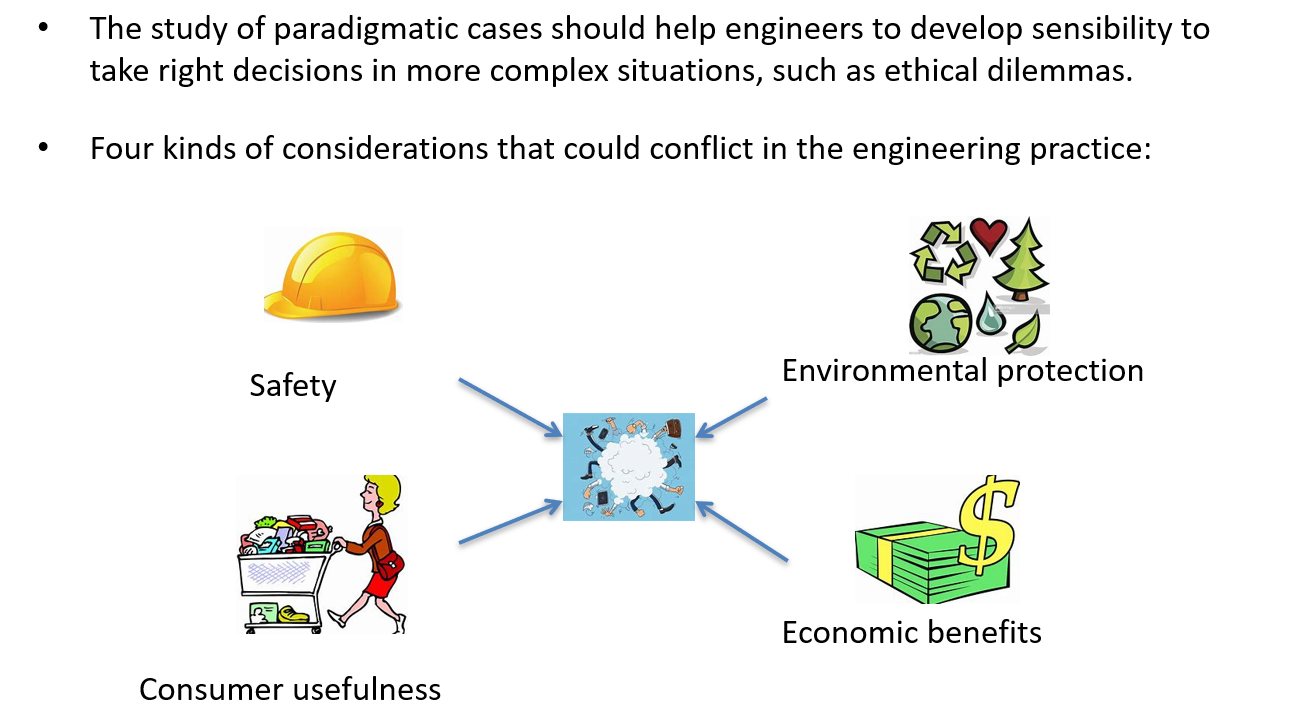 • The study of paradigmatic cases should help engineers to develop sensibility to
take right decisions in more complex situations, such as ethical dilemmas.
• Four kinds of considerations that could conflict in the engineering practice:
Safety
Environmental protection
Consumer usefulness
$
Economic benefits